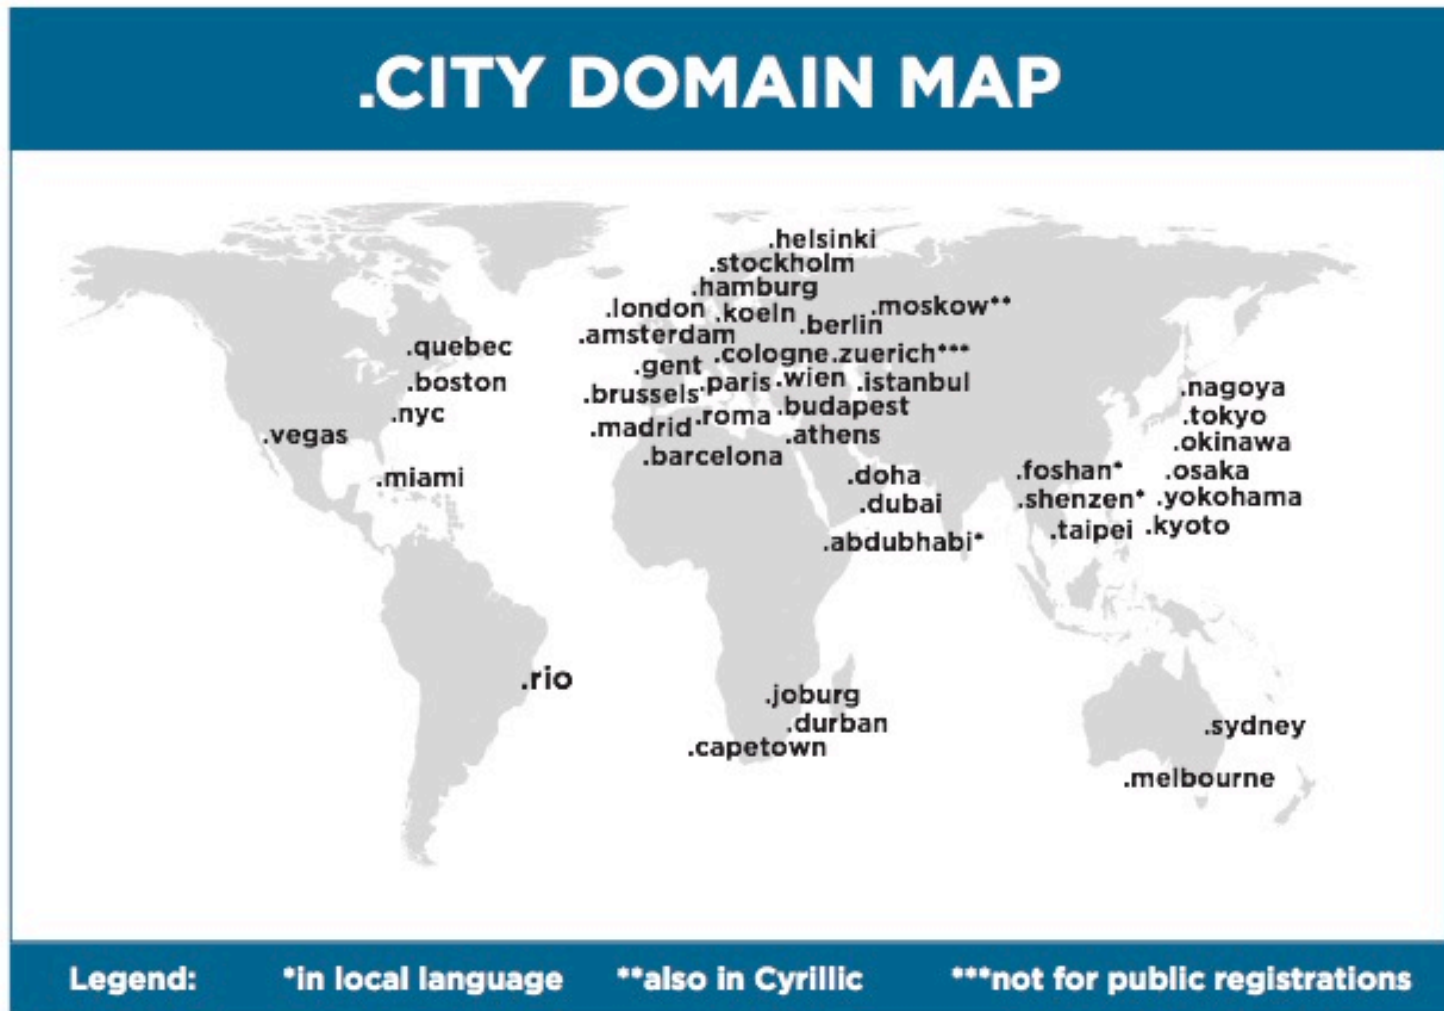 .CITY DOMAIN MAP
.helsinki
.stockholm
.hamburg
.london
.koeln
.moskow**
.berlin
.amsterdam
.quebec
.cologne
.zuerich***
.gent
.boston
.paris
.wien
.istanbul
.brussels
.nagoya
.nyc
.roma
.budapest
.tokyo
.vegas
.madrid
.athens
.okinawa
.barcelona
.miami
.doha
.foshan*
.osaka
.dubai
.shenzen*
.yokohama
.abdubhabi*
.taipei
.kyoto
.rio
.joburg
.durban
.sydney
.capetown
.melbourne
Legend: *in local language **also in Cyrillic ***not for public registrations